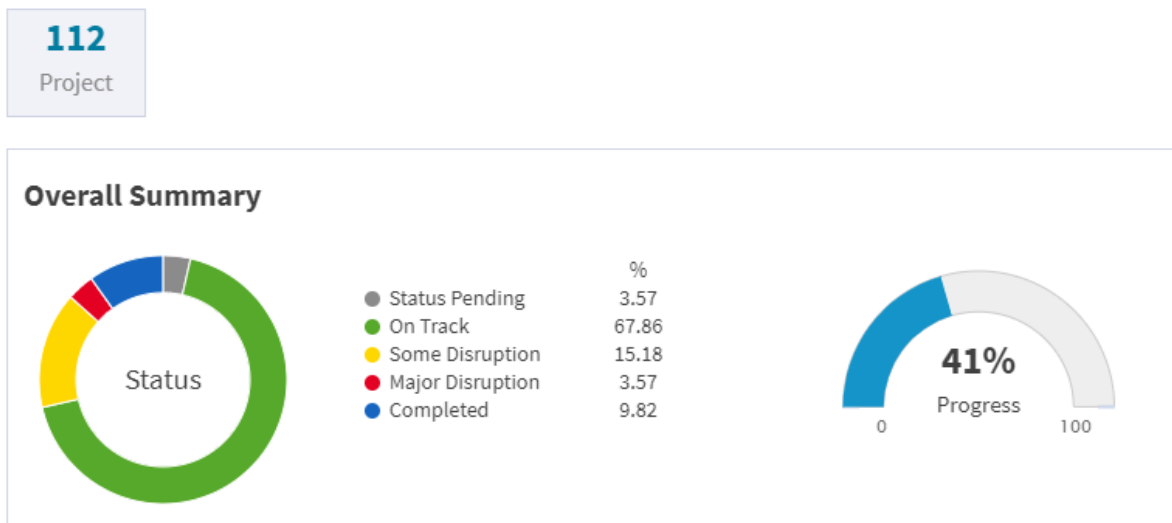 112
Project
Overall Summary
Status
%
Status Pending 3.57
On Track 67.86
Some Disruption 15.18
Major Disruption 3.57
Completed 9.82
41%
Progress
0 100